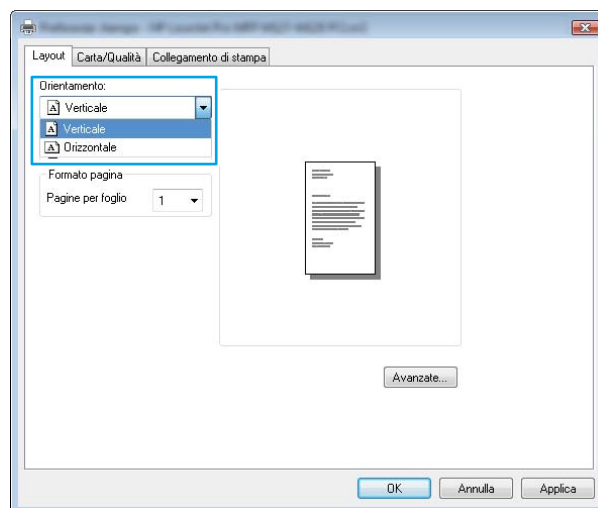 Layout
Carta/Qualità
Collegamento di stampa
Orientamento:
A Verticale
A Verticale
A Orizzontale
Formato pagina
Pagine per foglio 1
Avanzate...
OK
Annulla
Applica